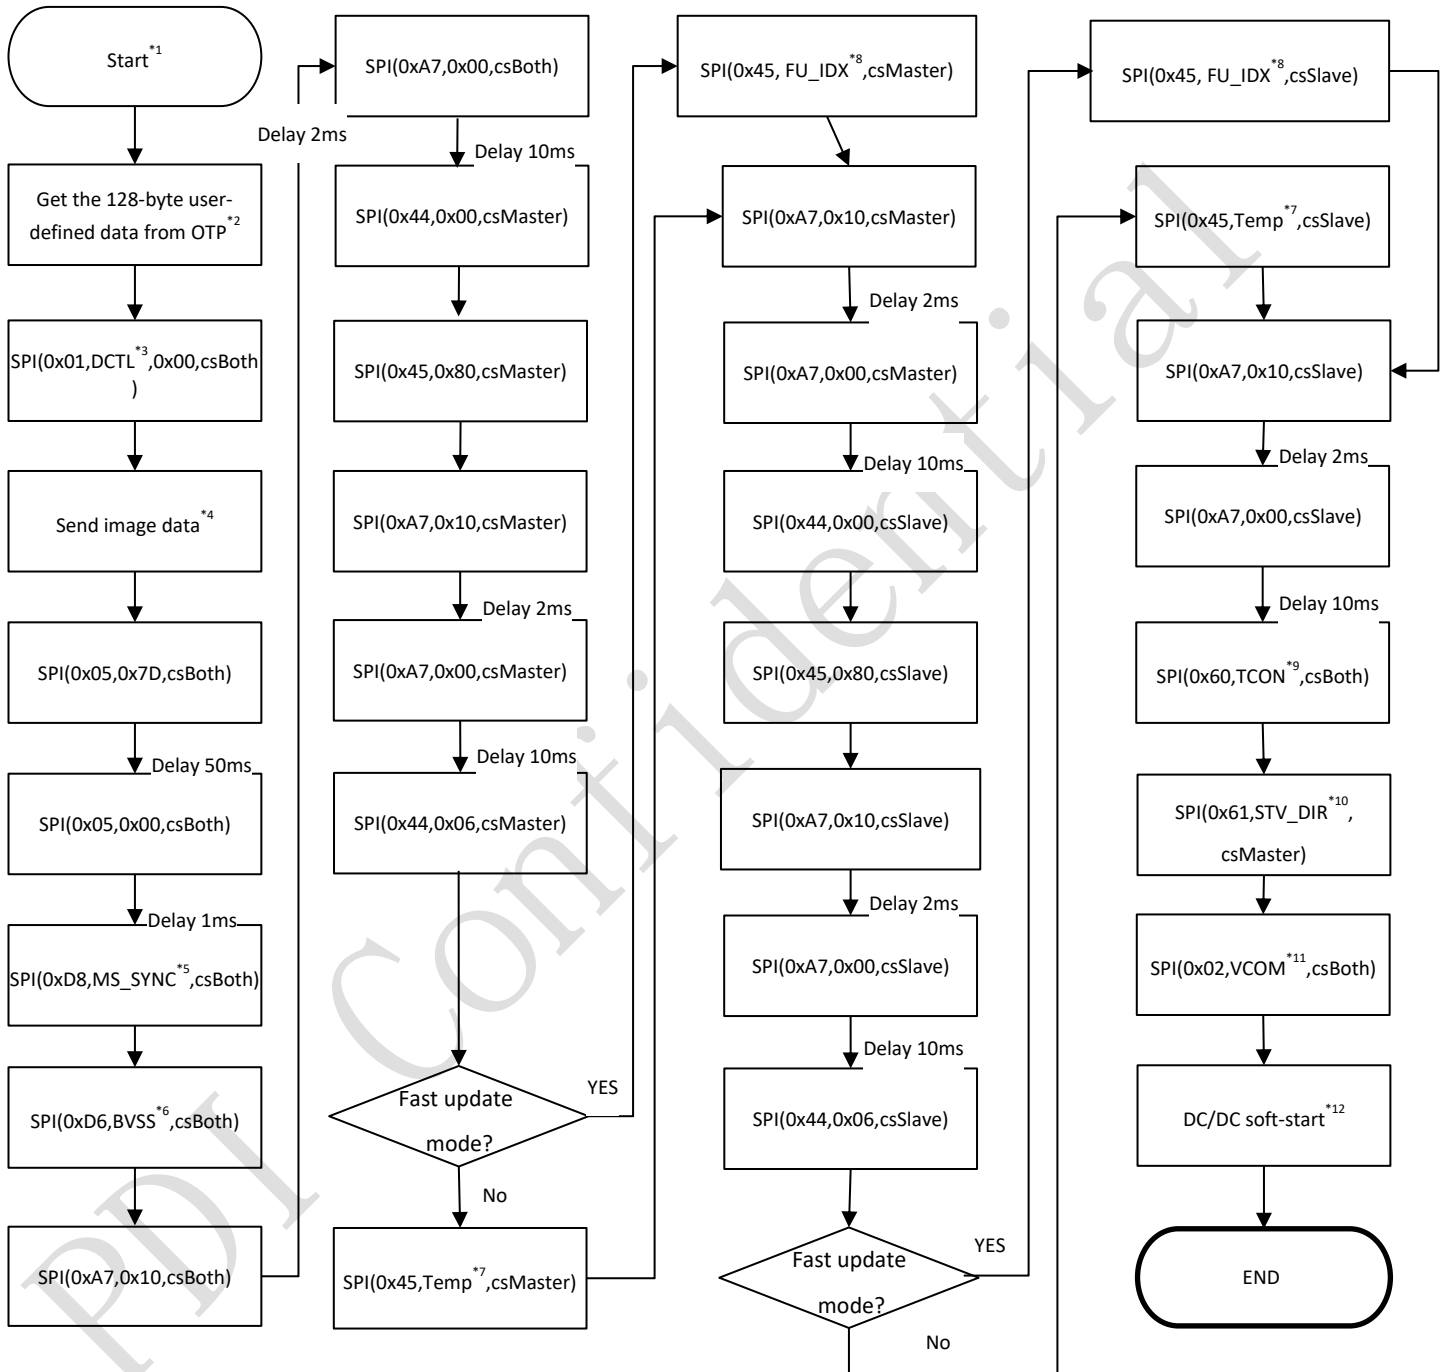 Start*1
Get the 128-byte user-
defined data from OTP*2
SPI(0x01,DCTL*3,0x00,csBoth
)
Send image data*4
SPI(0x05,0x7D,csBoth)
Delay 50ms
SPI(0x05,0x00,csBoth)
Delay 1ms
SPI(0xD8,MS_SYNC*5,csBoth)
SPI(0xD6,BVSS*6,csBoth)
SPI(0xA7,0x10,csBoth)
Delay 2ms
SPI(0xA7,0x00,csBoth)
Delay 10ms
SPI(0x44,0x00,csMaster)
SPI(0x45,0x80,csMaster)
SPI(0xA7,0x10,csMaster)
Delay 2ms
SPI(0xA7,0x00,csMaster)
Delay 10ms
SPI(0x44,0x06,csMaster)
Fast update
mode?
YES
No
SPI(0x45,Temp*7,csMaster)
SPI(0x45, FU_IDX*8,csMaster)
SPI(0xA7,0x10,csMaster)
Delay 2ms
SPI(0xA7,0x00,csMaster)
Delay 10ms
SPI(0x44,0x00,csSlave)
SPI(0x45,0x80,csSlave)
SPI(0xA7,0x10,csSlave)
Delay 2ms
SPI(0xA7,0x00,csSlave)
Delay 10ms
SPI(0x44,0x06,csSlave)
Fast update
mode?
YES
No
SPI(0x45, FU_IDX*8,csSlave)
SPI(0x45,Temp*7,csSlave)
SPI(0xA7,0x10,csSlave)
Delay 2ms
SPI(0xA7,0x00,csSlave)
Delay 10ms
SPI(0x60,TCON*9,csBoth)
SPI(0x61,STV_DIR*10,
csMaster)
SPI(0x02,VCOM*11,csBoth)
DC/DC soft-start*12
END
PDI Confidential